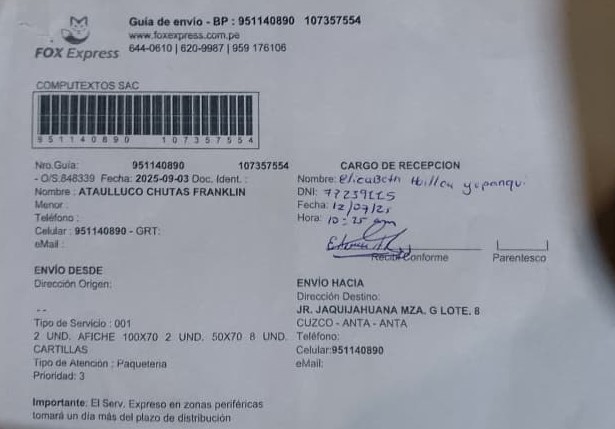 Guía de envio - BP : 951140890 107357554
www.foxexpress.com.pe
644-0610 | 620-9987 | 959 176106
FOX Express
COMPUTEXTOS SAC
951140890 107357554
Nro.Guía: 951140890 107357554
- O/S:848339 Fecha: 2025-09-03 Doc. Ident. :
Nombre : ATAULLUCO CHUTAS FRANKLIN
Menor :
Teléfono :
Celular : 951140890 - GRT:
eMail :
CARGO DE RECEPCION
Nombre: Elizabeth Huillca yupanqui
DNI: 77239115
Fecha: 12/09/25
Hora: 10:25 am
Recibí Conforme Parentesco
ENVÍO DESDE
Dirección Origen:
--
Tipo de Servicio : 001
2 UND. AFICHE 100X70 2 UND. 50X70 8 UND.
CARTILLAS
Tipo de Atención : Paqueteria
Prioridad: 3
ENVÍO HACIA
Dirección Destino:
JR. JAQUIJAHUANA MZA. G LOTE. 8
CUZCO - ANTA - ANTA
Teléfono:
Celular:951140890
eMail:
Importante: El Serv. Expreso en zonas periféricas
tomará un día más del plazo de distribución